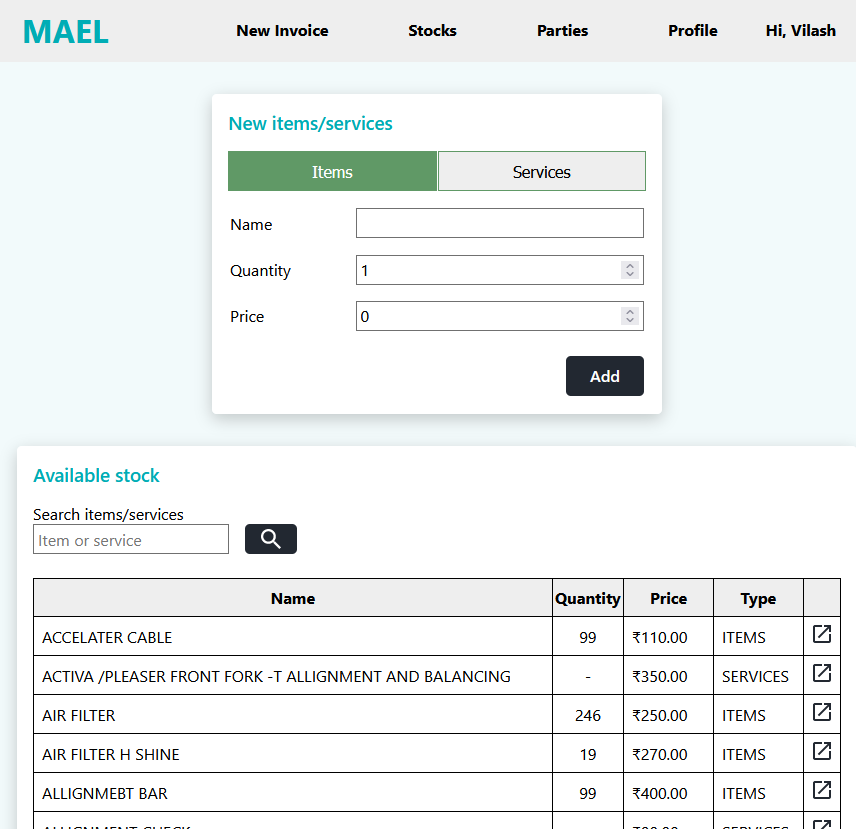 MAEL New Invoice Stocks Parties Profile Hi, Vilash
New items/services
Items Services
Name
Quantity 1
Price 0
Add
Available stock
Search items/services
Item or service
Name Quantity Price Type
ACCELATER CABLE 99 ₹110.00 ITEMS
ACTIVA /PLEASER FRONT FORK -T ALLIGNMENT AND BALANCING - ₹350.00 SERVICES
AIR FILTER 246 ₹250.00 ITEMS
AIR FILTER H SHINE 19 ₹270.00 ITEMS
ALLIGNMEBT BAR 99 ₹400.00 ITEMS